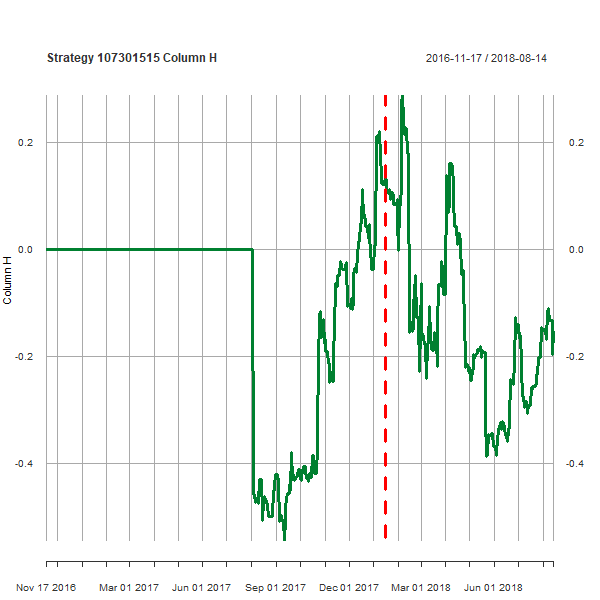 Strategy 107301515 Column H
2016-11-17 / 2018-08-14
0.2
0.2
0.0
0.0
-0.2
-0.2
-0.4
-0.4
Column H
Nov 17 2016
Mar 01 2017
Jun 01 2017
Sep 01 2017
Dec 01 2017
Mar 01 2018
Jun 01 2018